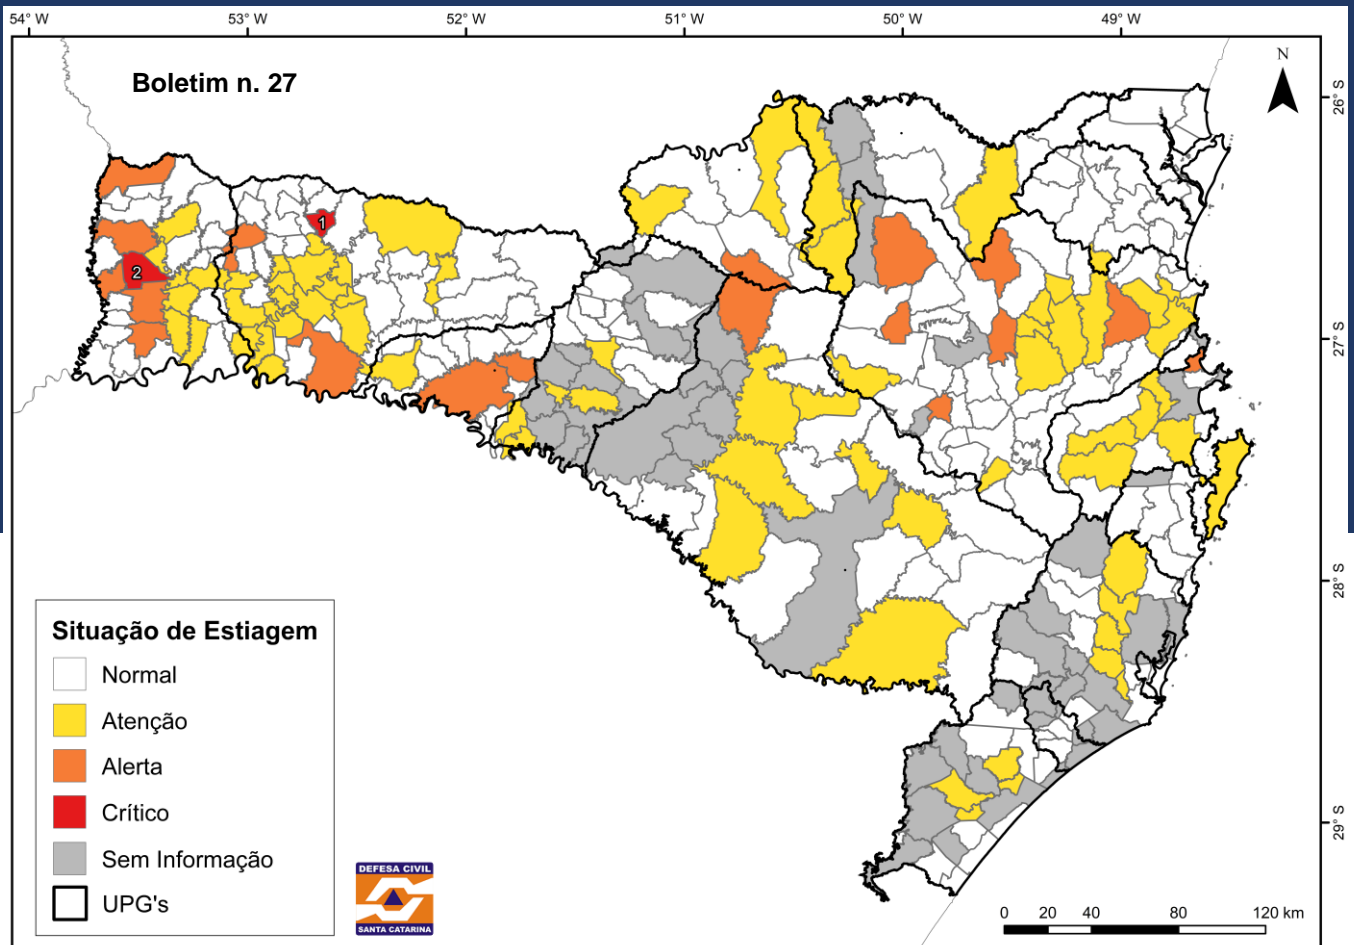 54° W 53° W 52° W 51° W 50° W 49° W
Boletim n. 27
N
26° S
1
2
27° S
28° S
Situação de Estiagem
Normal
Atenção
Alerta
Crítico
Sem Informação
UPG's
29° S
DEFESA CIVIL
SANTA CATARINA
0 20 40 80 120 km